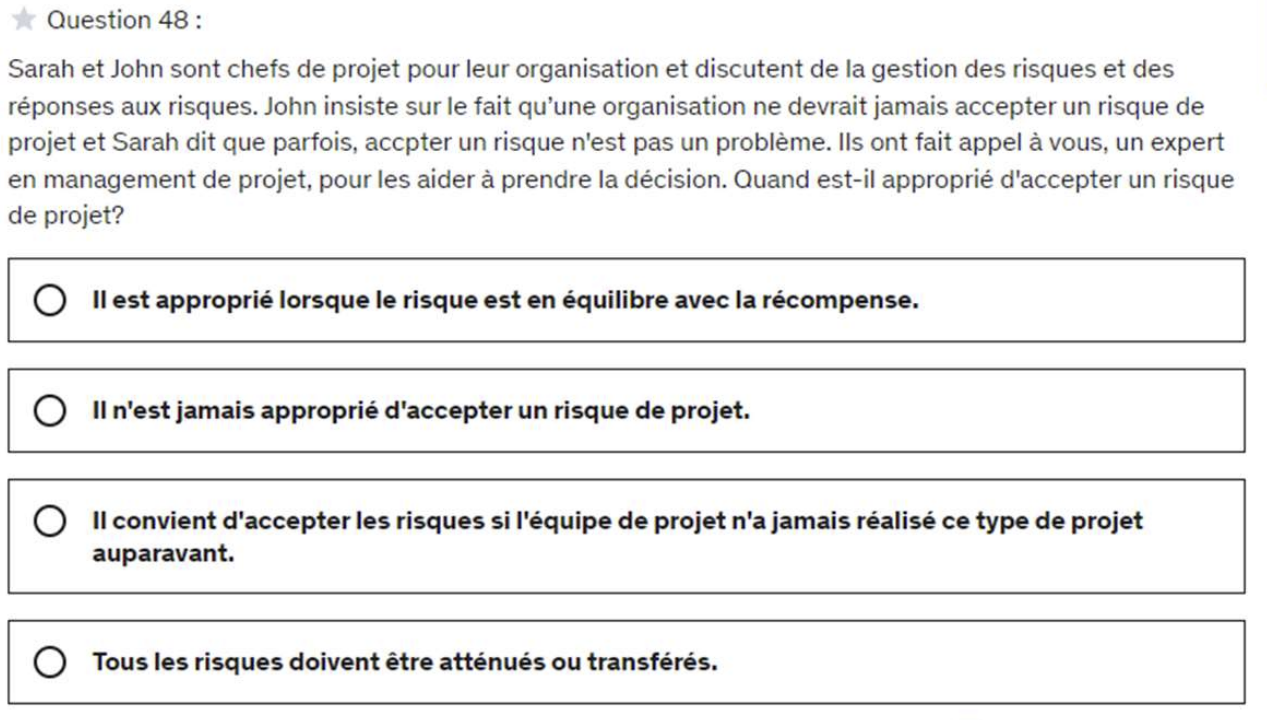 Question 48 :
Sarah et John sont chefs de projet pour leur organisation et discutent de la gestion des risques et des
réponses aux risques. John insiste sur le fait qu’une organisation ne devrait jamais accepter un risque de
projet et Sarah dit que parfois, accpter un risque n'est pas un problème. Ils ont fait appel à vous, un expert
en management de projet, pour les aider à prendre la décision. Quand est-il approprié d'accepter un risque
de projet?
Il est approprié lorsque le risque est en équilibre avec la récompense.
Il n'est jamais approprié d'accepter un risque de projet.
Il convient d'accepter les risques si l'équipe de projet n'a jamais réalisé ce type de projet
auparavant.
Tous les risques doivent être atténués ou transférés.